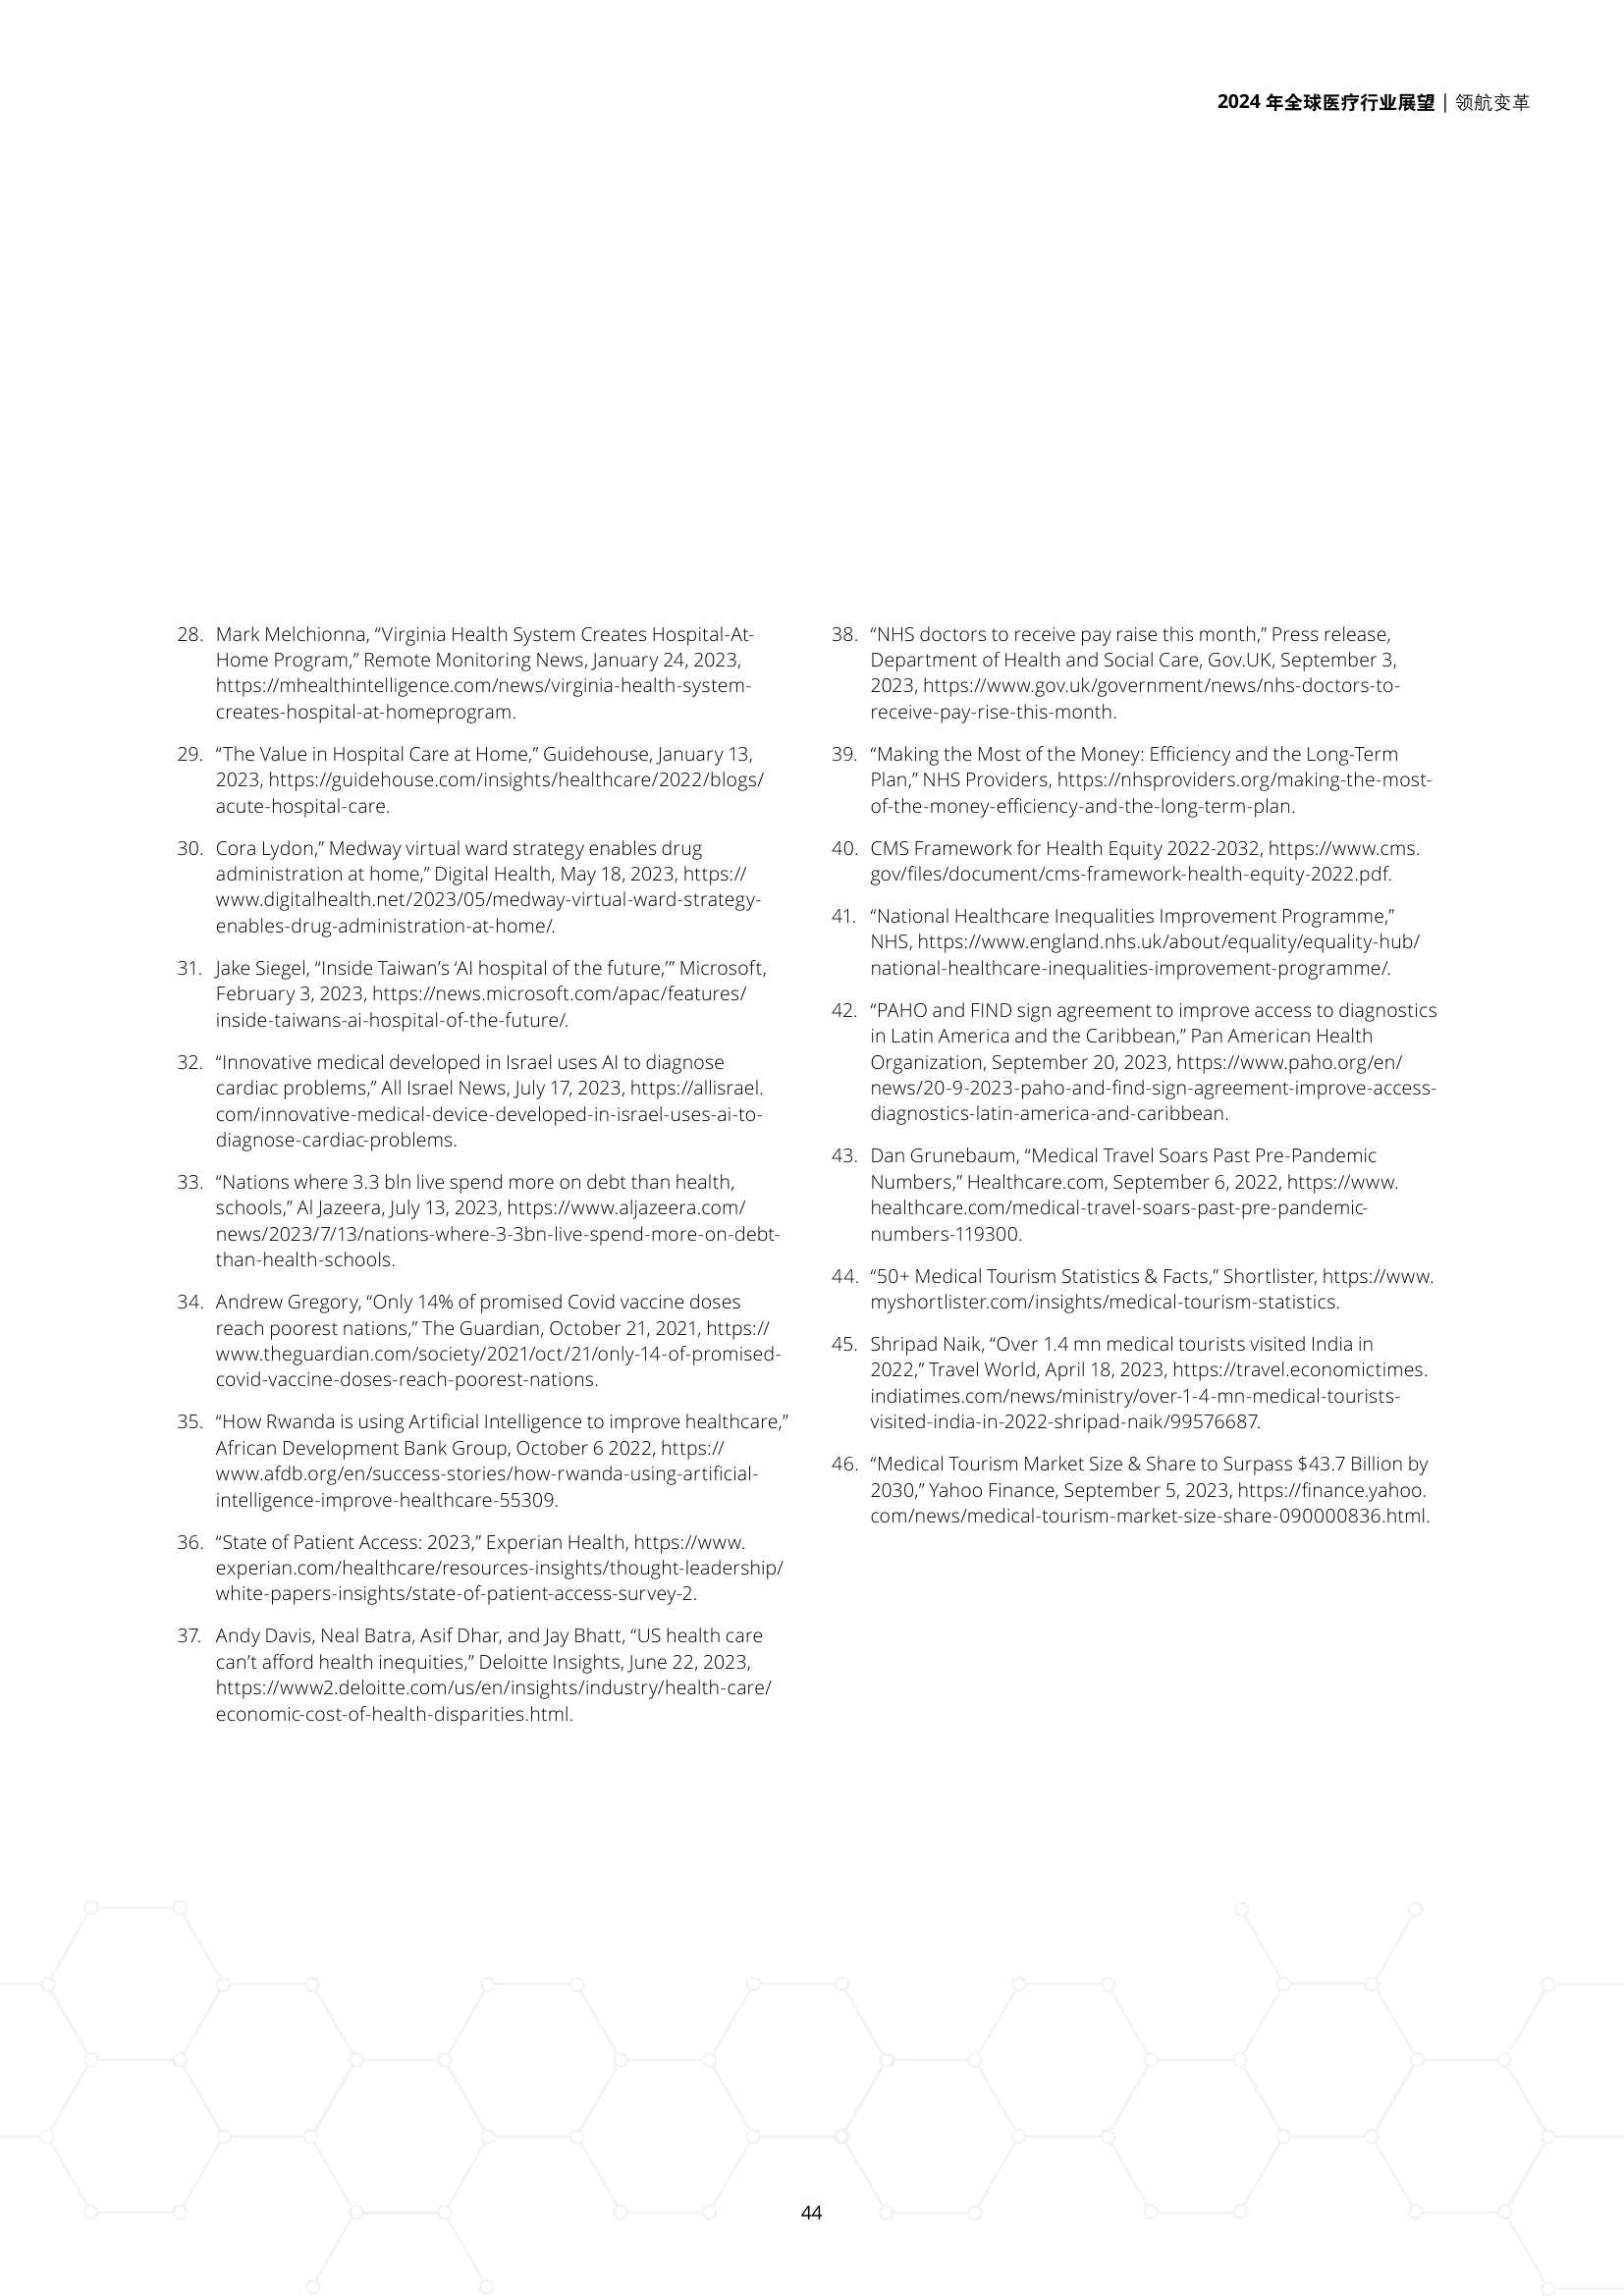 2024 年全球医疗行业展望 | 领航变革
28. Mark Melchionna, “Virginia Health System Creates Hospital-At-
Home Program,” Remote Monitoring News, January 24, 2023,
https://mhealthintelligence.com/news/virginia-health-system-
creates-hospital-at-homeprogram.
29. “The Value in Hospital Care at Home,” Guidehouse, January 13,
2023, https://guidehouse.com/insights/healthcare/2022/blogs/
acute-hospital-care.
30. Cora Lydon,” Medway virtual ward strategy enables drug
administration at home,” Digital Health, May 18, 2023, https://
www.digitalhealth.net/2023/05/medway-virtual-ward-strategy-
enables-drug-administration-at-home/.
31. Jake Siegel, “Inside Taiwan’s ‘AI hospital of the future,’” Microsoft,
February 3, 2023, https://news.microsoft.com/apac/features/
inside-taiwans-ai-hospital-of-the-future/.
32. “Innovative medical developed in Israel uses AI to diagnose
cardiac problems,” All Israel News, July 17, 2023, https://allisrael.
com/innovative-medical-device-developed-in-israel-uses-ai-to-
diagnose-cardiac-problems.
33. “Nations where 3.3 bln live spend more on debt than health,
schools,” Al Jazeera, July 13, 2023, https://www.aljazeera.com/
news/2023/7/13/nations-where-3-3bn-live-spend-more-on-debt-
than-health-schools.
34. Andrew Gregory, “Only 14% of promised Covid vaccine doses
reach poorest nations,” The Guardian, October 21, 2021, https://
www.theguardian.com/society/2021/oct/21/only-14-of-promised-
covid-vaccine-doses-reach-poorest-nations.
35. “How Rwanda is using Artificial Intelligence to improve healthcare,”
African Development Bank Group, October 6 2022, https://
www.afdb.org/en/success-stories/how-rwanda-using-artificial-
intelligence-improve-healthcare-55309.
36. “State of Patient Access: 2023,” Experian Health, https://www.
experian.com/healthcare/resources-insights/thought-leadership/
white-papers-insights/state-of-patient-access-survey-2.
37. Andy Davis, Neal Batra, Asif Dhar, and Jay Bhatt, “US health care
can’t afford health inequities,” Deloitte Insights, June 22, 2023,
https://www2.deloitte.com/us/en/insights/industry/health-care/
economic-cost-of-health-disparities.html.
38. “NHS doctors to receive pay raise this month,” Press release,
Department of Health and Social Care, Gov.UK, September 3,
2023, https://www.gov.uk/government/news/nhs-doctors-to-
receive-pay-rise-this-month.
39. “Making the Most of the Money: Efficiency and the Long-Term
Plan,” NHS Providers, https://nhsproviders.org/making-the-most-
of-the-money-efficiency-and-the-long-term-plan.
40. CMS Framework for Health Equity 2022-2032, https://www.cms.
gov/files/document/cms-framework-health-equity-2022.pdf.
41. “National Healthcare Inequalities Improvement Programme,”
NHS, https://www.england.nhs.uk/about/equality/equality-hub/
national-healthcare-inequalities-improvement-programme/.
42. “PAHO and FIND sign agreement to improve access to diagnostics
in Latin America and the Caribbean,” Pan American Health
Organization, September 20, 2023, https://www.paho.org/en/
news/20-9-2023-paho-and-find-sign-agreement-improve-access-
diagnostics-latin-america-and-caribbean.
43. Dan Grunebaum, “Medical Travel Soars Past Pre-Pandemic
Numbers,” Healthcare.com, September 6, 2022, https://www.
healthcare.com/medical-travel-soars-past-pre-pandemic-
numbers-119300.
44. “50+ Medical Tourism Statistics & Facts,” Shortlister, https://www.
myshortlister.com/insights/medical-tourism-statistics.
45. Shripad Naik, “Over 1.4 mn medical tourists visited India in
2022,” Travel World, April 18, 2023, https://travel.economictimes.
indiatimes.com/news/ministry/over-1-4-mn-medical-tourists-
visited-india-in-2022-shripad-naik/99576687.
46. “Medical Tourism Market Size & Share to Surpass $43.7 Billion by
2030,” Yahoo Finance, September 5, 2023, https://finance.yahoo.
com/news/medical-tourism-market-size-share-090000836.html.
44